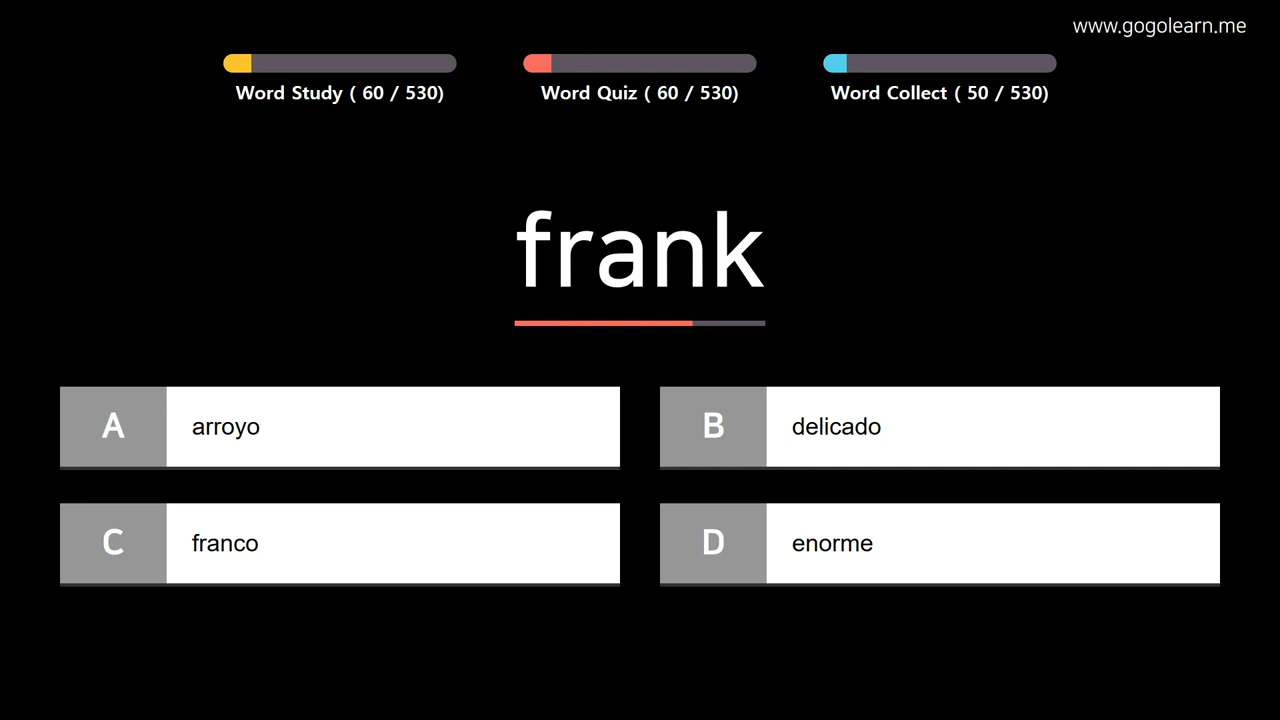 www.gogolearn.me
Word Study ( 60 / 530)
Word Quiz ( 60 / 530)
Word Collect ( 50 / 530)
frank
A arroyo
B delicado
C franco
D enorme